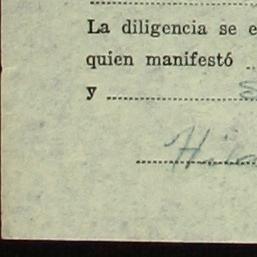 La diligencia se e
quien manifestó
y